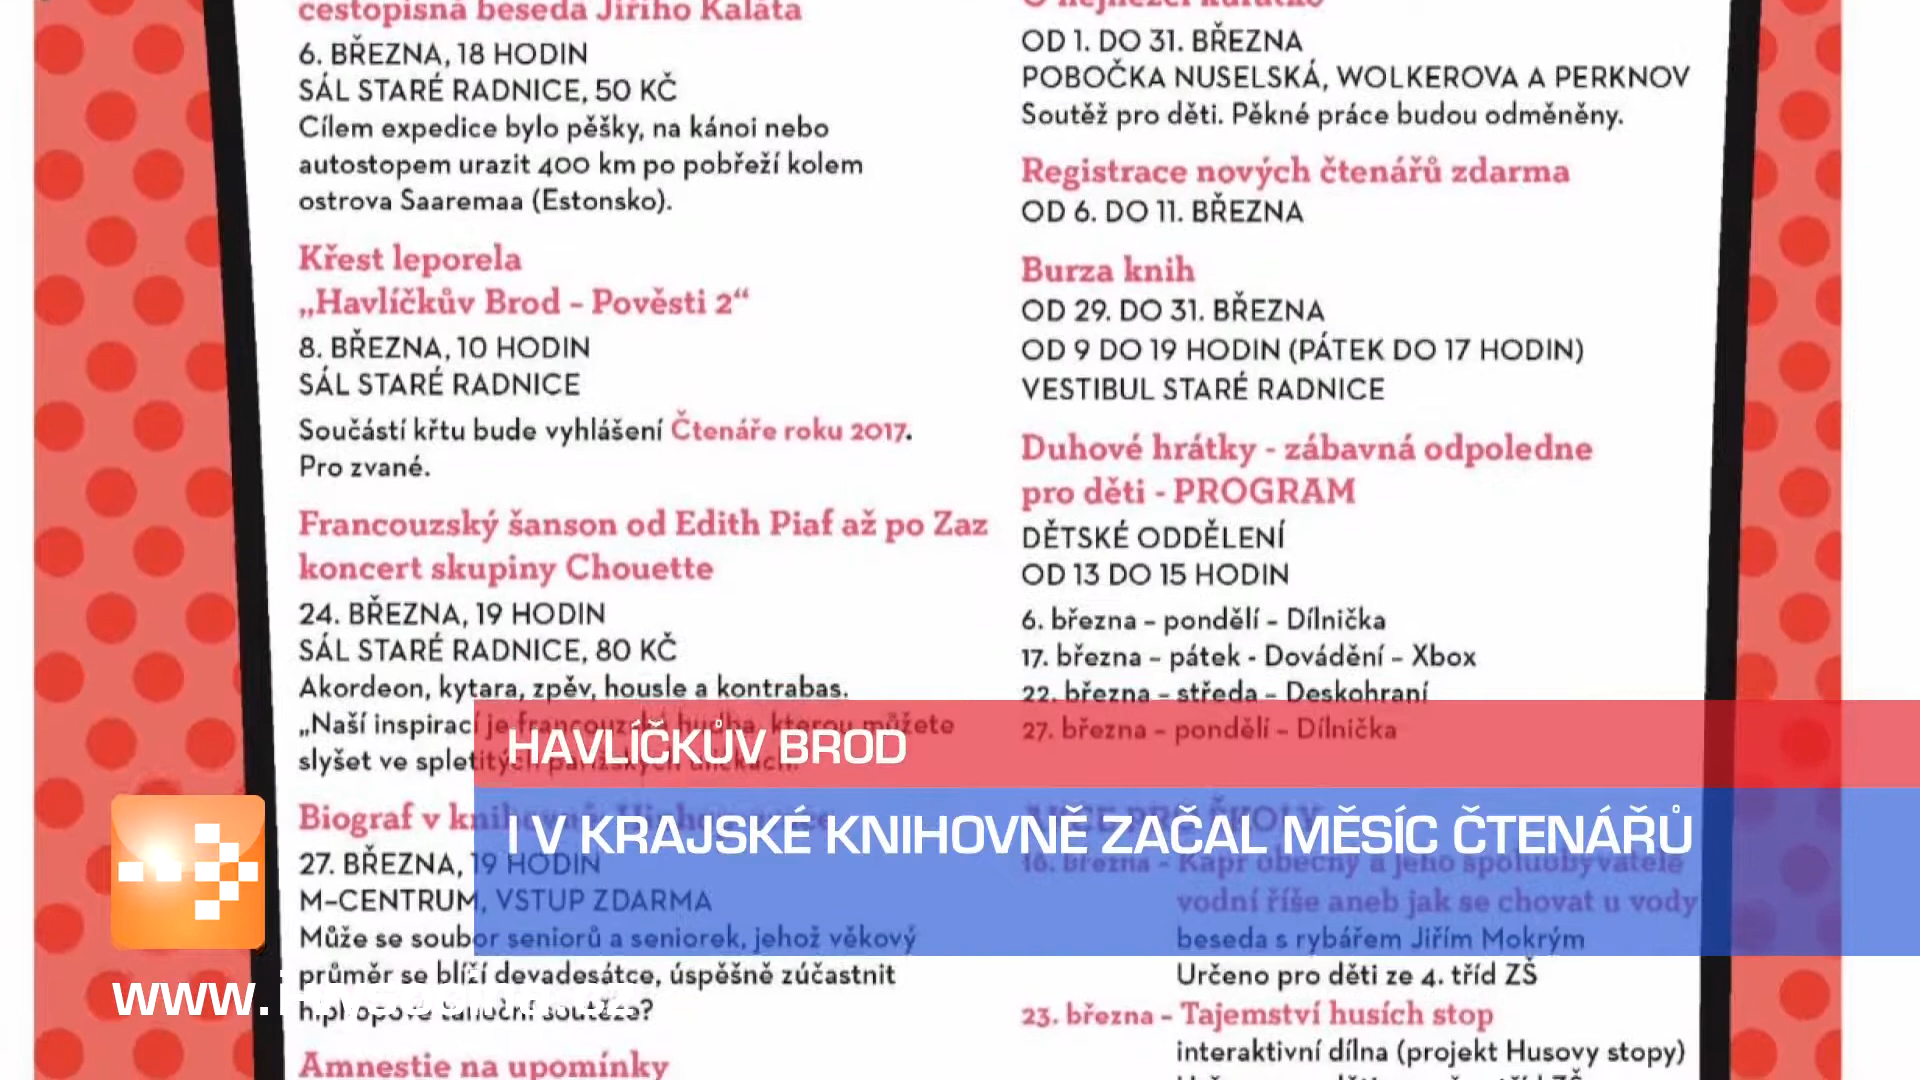 cestopisná beseda Jiřího Kaláta
6. BŘEZNA, 18 HODIN
SÁL STARÉ RADNICE, 50 KČ
Cílem expedice bylo pěšky, na kánoi nebo
autostopem urazit 400 km po pobřeží kolem
ostrova Saaremaa (Estonsko).
Křest leporela
„Havlíčkův Brod – Pověsti 2“
8. BŘEZNA, 10 HODIN
SÁL STARÉ RADNICE
Součástí křtu bude vyhlášení Čtenáře roku 2017.
Pro zvané.
Francouzský šanson od Edith Piaf až po Zaz
koncert skupiny Chouette
24. BŘEZNA, 19 HODIN
SÁL STARÉ RADNICE, 80 KČ
Akordeon, kytara, zpěv, housle a kontrabas.
„Naší inspirací je francouzská hudba, kterou můžete
slyšet ve spletitých pařížských uličkách.
Biograf v knihovně:
27. BŘEZNA, 19 HODIN
M–CENTRUM, VSTUP ZDARMA
Může se soubor seniorů a seniorek, jehož věkový
průměr se blíží devadesátce, úspěšně zúčastnit
hiphopové taneční soutěže?
Amnestie na upomínky
OD 1. DO 31. BŘEZNA
POBOČKA NUSELSKÁ, WOLKEROVA A PERKNOV
Soutěž pro děti. Pěkné práce budou odměněny.
Registrace nových čtenářů zdarma
OD 6. DO 11. BŘEZNA
Burza knih
OD 29. DO 31. BŘEZNA
OD 9 DO 19 HODIN (PÁTEK DO 17 HODIN)
VESTIBUL STARÉ RADNICE
Duhové hrátky - zábavná odpoledne
pro děti - PROGRAM
DĚTSKÉ ODDĚLENÍ
OD 13 DO 15 HODIN
6. března – pondělí – Dílnička
17. března – pátek - Dovádění – Xbox
22. března – středa – Deskohraní
27. března – pondělí – Dílnička
AKCE PRO ŠKOLY
16. března – Kapr obecný a jeho spoluobyvatelé
vodní říše aneb jak se chovat u vody
beseda s rybářem Jiřím Mokrým
Určeno pro děti ze 4. tříd ZŠ
23. března – Tajemství husích stop
interaktivní dílna (projekt Husovy stopy)
HAVLÍČKŮV BROD
I V KRAJSKÉ KNIHOVNĚ ZAČAL MĚSÍC ČTENÁŘŮ
www.